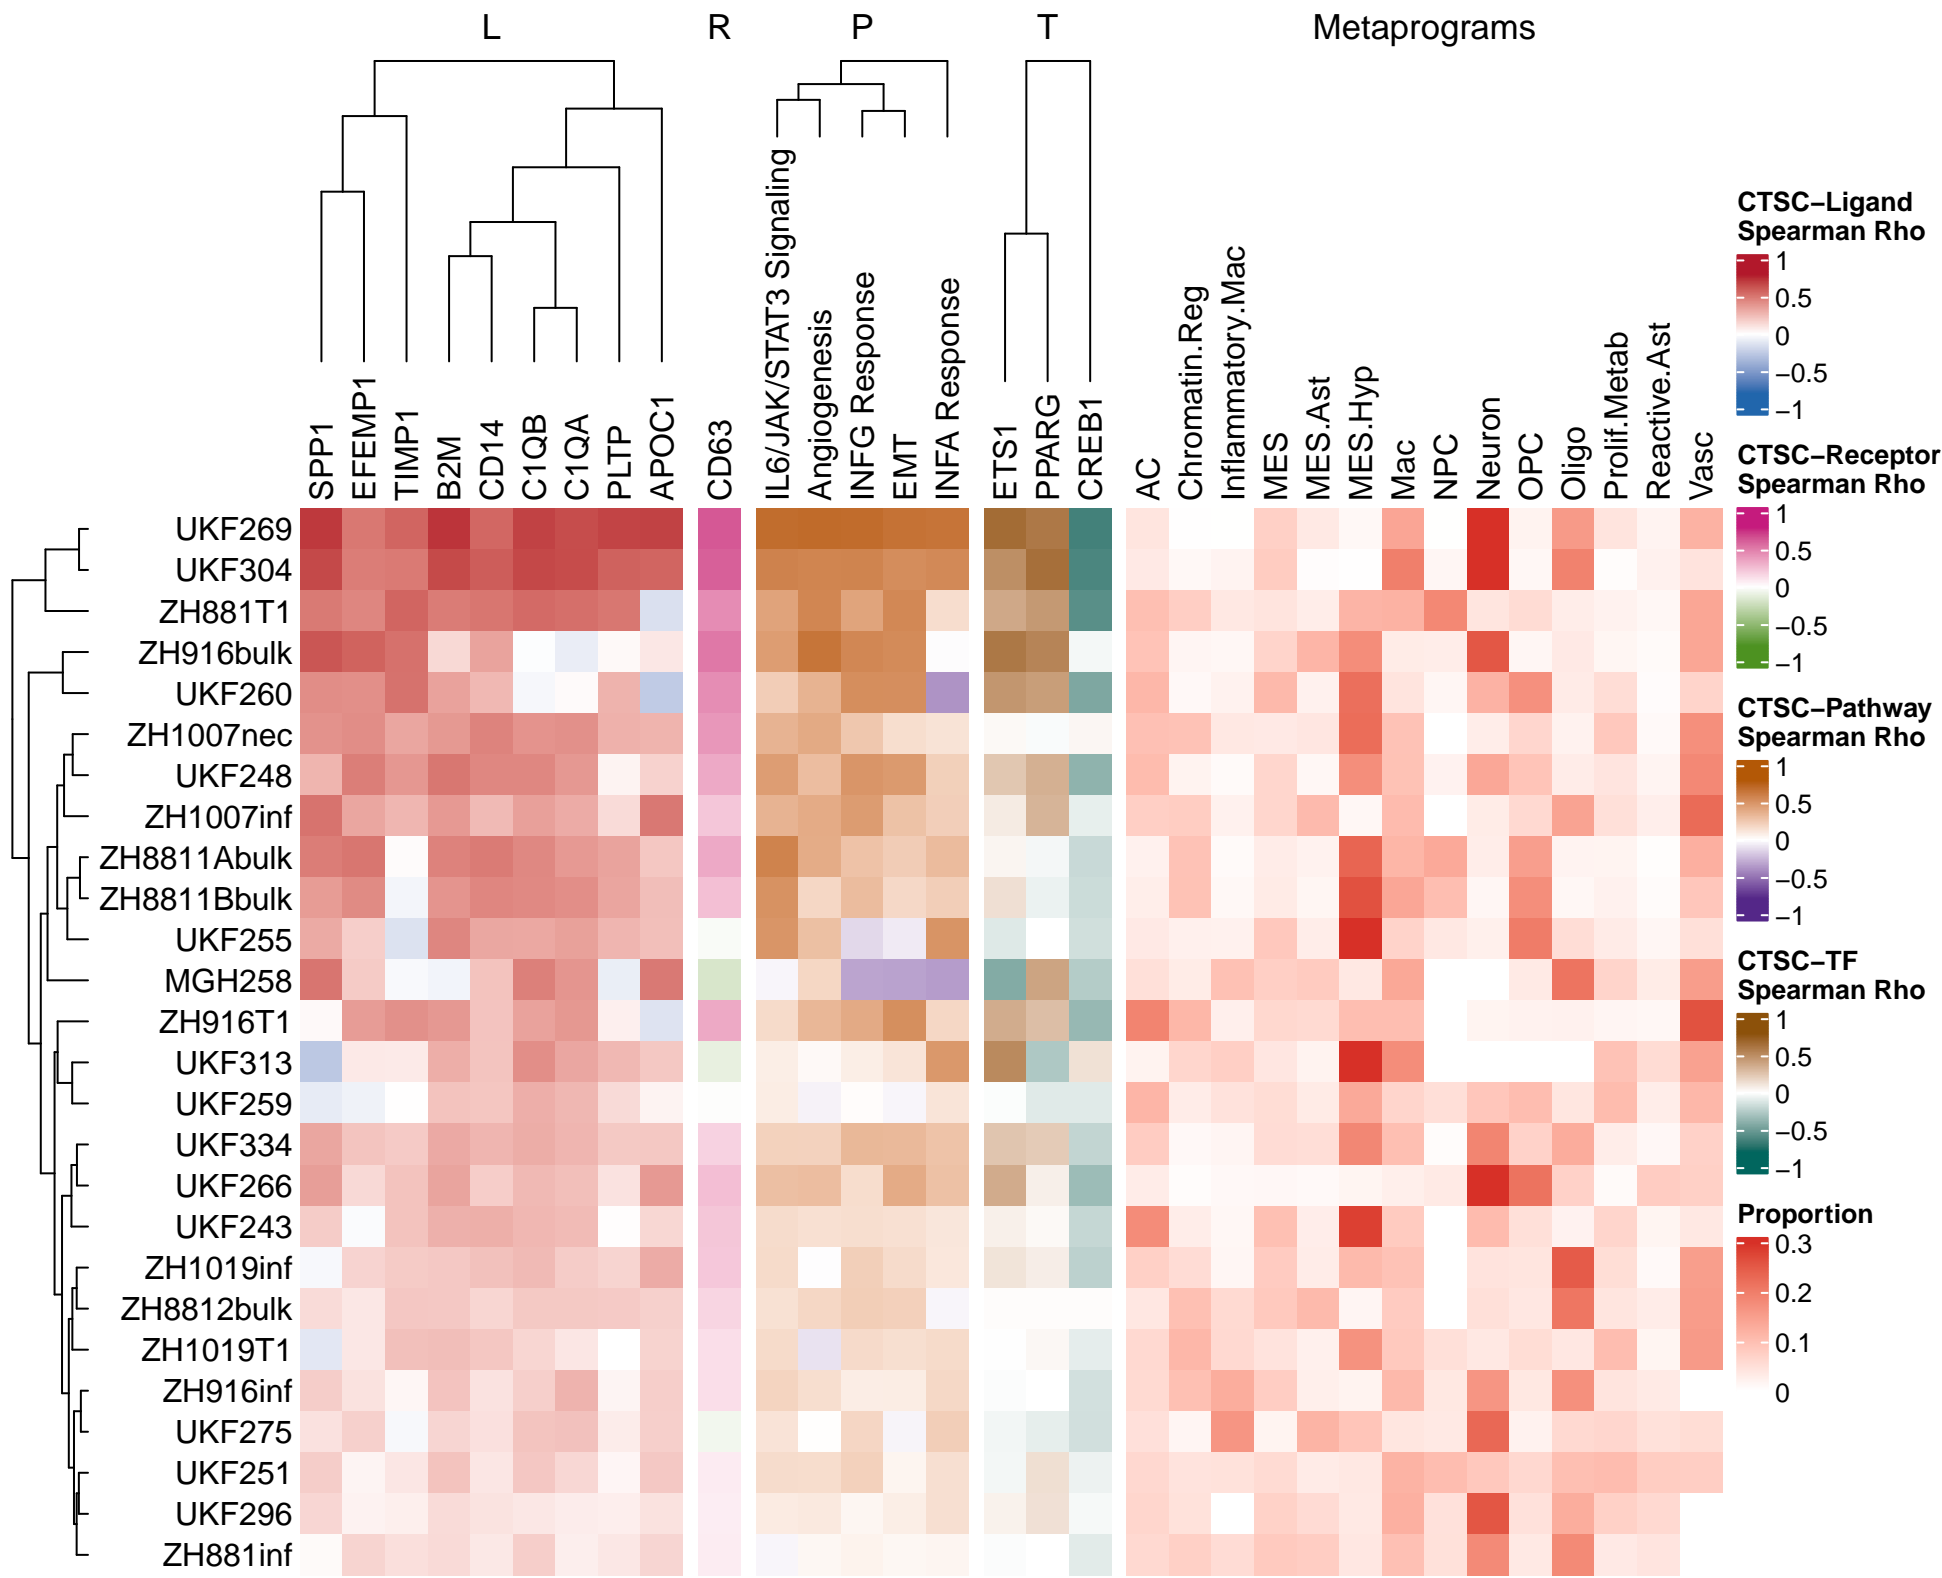 L R P T Metaprograms
SPP1
EFEMP1
TIMP1
B2M
CD14
C1QB
C1QA
PLTP
APOC1
CD63
IL6/JAK/STAT3 Signaling
Angiogenesis
INFG Response
EMT
INFA Response
ETS1
PPARG
CREB1
AC
Chromatin.Reg
Inflammatory.Mac
MES
MES.Ast
MES.Hyp
Mac
NPC
Neuron
OPC
Oligo
Prolif.Metab
Reactive.Ast
Vasc
UKF269
UKF304
ZH881T1
ZH916bulk
UKF260
ZH1007nec
UKF248
ZH1007inf
ZH8811Abulk
ZH8811Bbulk
UKF255
MGH258
ZH916T1
UKF313
UKF259
UKF334
UKF266
UKF243
ZH1019inf
ZH8812bulk
ZH1019T1
ZH916inf
UKF275
UKF251
UKF296
ZH881inf
CTSC−Ligand
Spearman Rho
1
0.5
0
−0.5
−1
CTSC−Receptor
Spearman Rho
1
0.5
0
−0.5
−1
CTSC−Pathway
Spearman Rho
1
0.5
0
−0.5
−1
CTSC−TF
Spearman Rho
1
0.5
0
−0.5
−1
Proportion
0.3
0.2
0.1
0